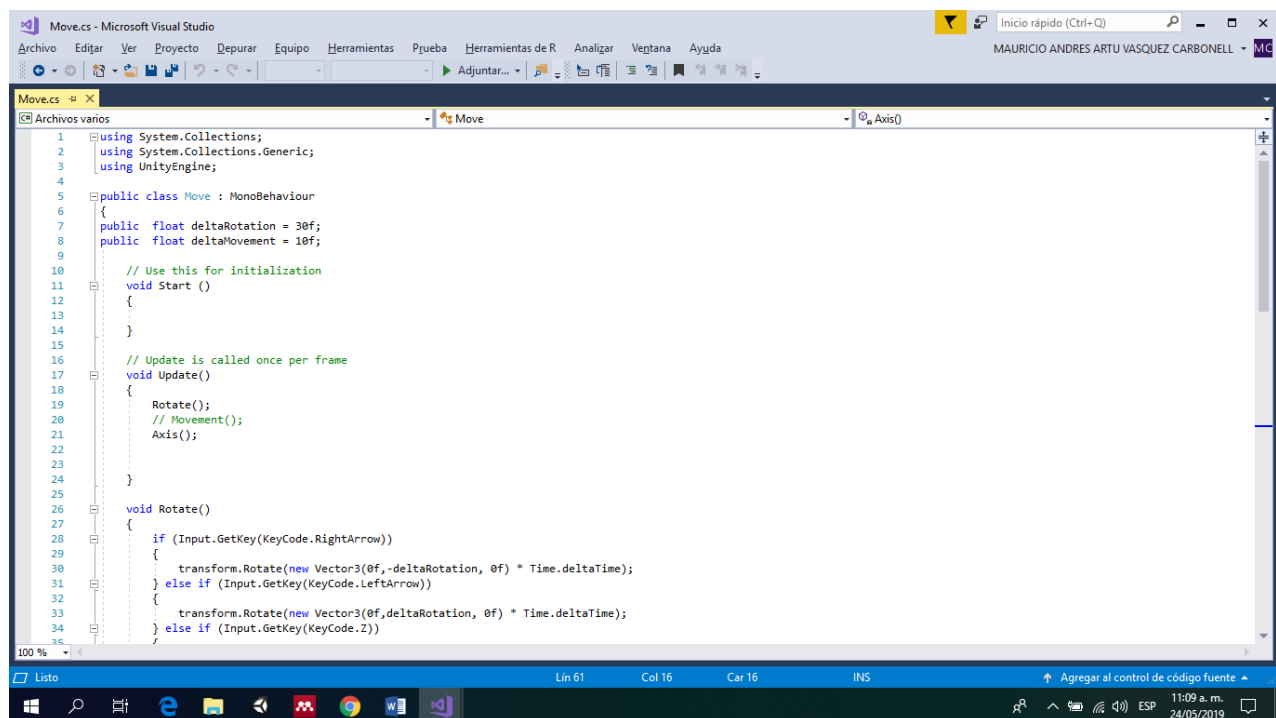 Move.cs - Microsoft Visual Studio
Inicio rápido (Ctrl+Q)
Archivo Editar Ver Proyecto Depurar Equipo Herramientas Prueba Herramientas de R Analizar Ventana Ayuda
MAURICIO ANDRES ARTU VASQUEZ CARBONELL MC
Adjuntar...
Move.cs
C# Archivos varios Move Axis()
1 using System.Collections;
2 using System.Collections.Generic;
3 using UnityEngine;
4
5 public class Move : MonoBehaviour
6 {
7 public  float deltaRotation = 30f;
8 public  float deltaMovement = 10f;
9
10 // Use this for initialization
11 void Start ()
12 {
13
14 }
15
16 // Update is called once per frame
17 void Update()
18 {
19 Rotate();
20 // Movement();
21 Axis();
22
23
24 }
25
26 void Rotate()
27 {
28 if (Input.GetKey(KeyCode.RightArrow))
29 {
30 transform.Rotate(new Vector3(0f,-deltaRotation, 0f) * Time.deltaTime);
31 } else if (Input.GetKey(KeyCode.LeftArrow))
32 {
33 transform.Rotate(new Vector3(0f,deltaRotation, 0f) * Time.deltaTime);
34 } else if (Input.GetKey(KeyCode.Z))
35 {
100 %
Listo Lín 61 Col 16 Car 16 INS Agregar al control de código fuente
ESP 11:09 a. m.
24/05/2019